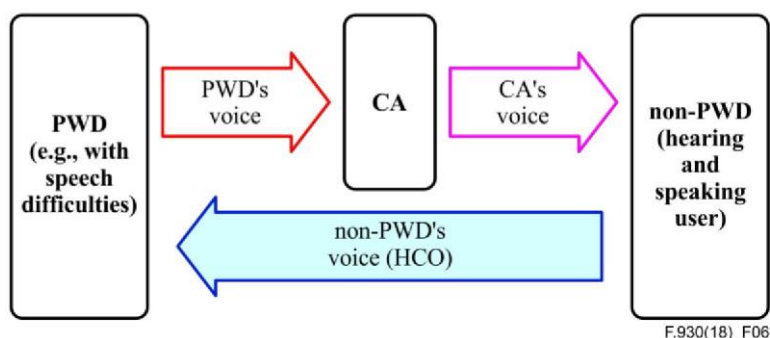 PWD
(e.g., with
speech
difficulties)
PWD's
voice
CA
CA's
voice
non-PWD
(hearing
and
speaking
user)
non-PWD's
voice (HCO)
F.930(18)_F06